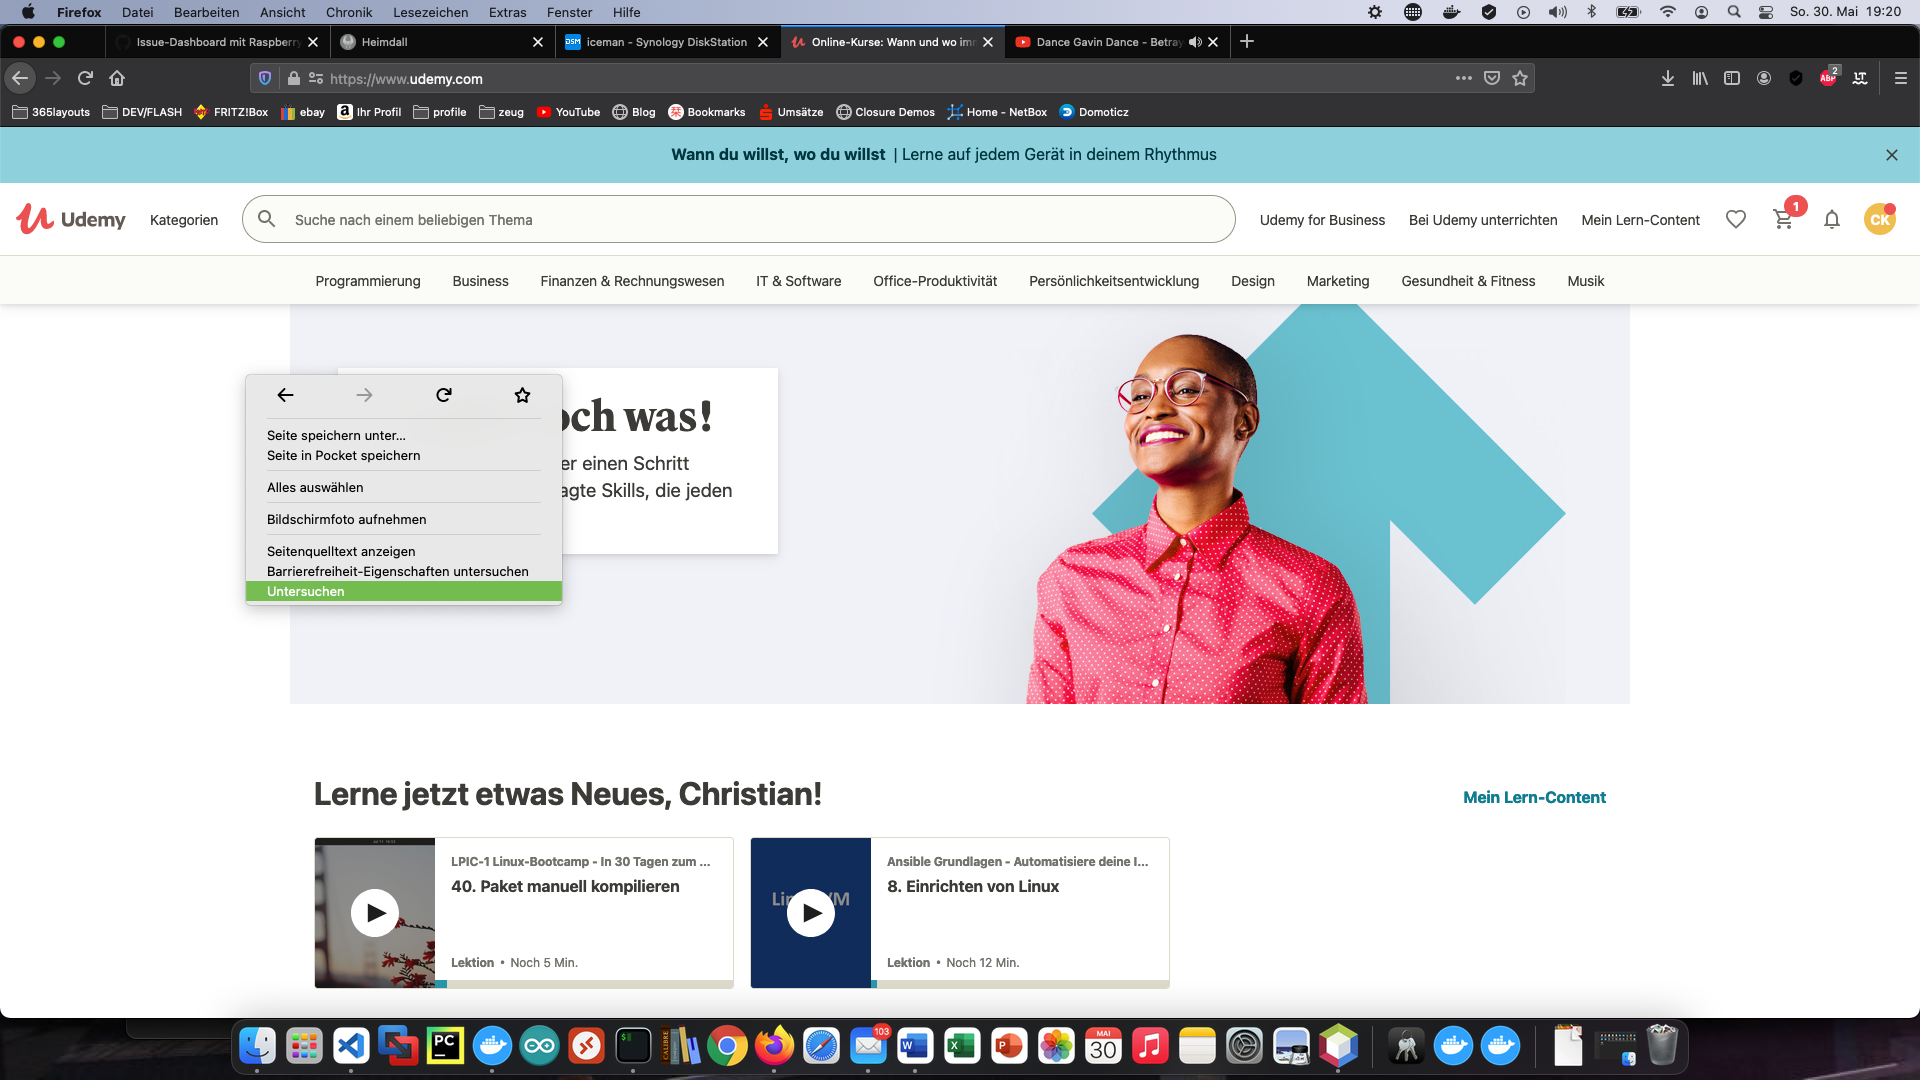 Firefox Datei Bearbeiten Ansicht Chronik Lesezeichen Extras Fenster Hilfe So. 30. Mai 19:20
Issue-Dashboard mit Raspberry Heimdall iceman - Synology DiskStation Online-Kurse: Wann und wo im Dance Gavin Dance - Betray
https://www.udemy.com
ABP 2
365layouts DEV/FLASH FRITZ!Box ebay Ihr Profil profile zeug YouTube Blog Bookmarks Umsätze Closure Demos Home - NetBox Domoticz
Wann du willst, wo du willst | Lerne auf jedem Gerät in deinem Rhythmus
Udemy Kategorien Suche nach einem beliebigen Thema Udemy for Business Bei Udemy unterrichten Mein Lern-Content 1 CK
Programmierung Business Finanzen & Rechnungswesen IT & Software Office-Produktivität Persönlichkeitsentwicklung Design Marketing Gesundheit & Fitness Musik
och was!
er einen Schritt
agte Skills, die jeden
Seite speichern unter...
Seite in Pocket speichern
Alles auswählen
Bildschirmfoto aufnehmen
Seitenquelltext anzeigen
Barrierefreiheit-Eigenschaften untersuchen
Untersuchen
Lerne jetzt etwas Neues, Christian!
Mein Lern-Content
LPIC-1 Linux-Bootcamp - In 30 Tagen zum ...
40. Paket manuell kompilieren
Lektion • Noch 5 Min.
Ansible Grundlagen - Automatisiere deine I...
8. Einrichten von Linux
Lektion • Noch 12 Min.
PC CALIBRE 103 W X P MAI 30